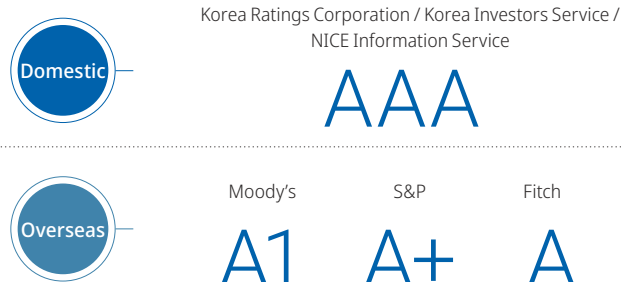 Korea Ratings Corporation / Korea Investors Service /
NICE Information Service
Domestic
AAA
Moody’s S&P Fitch
Overseas
A1 A+ A